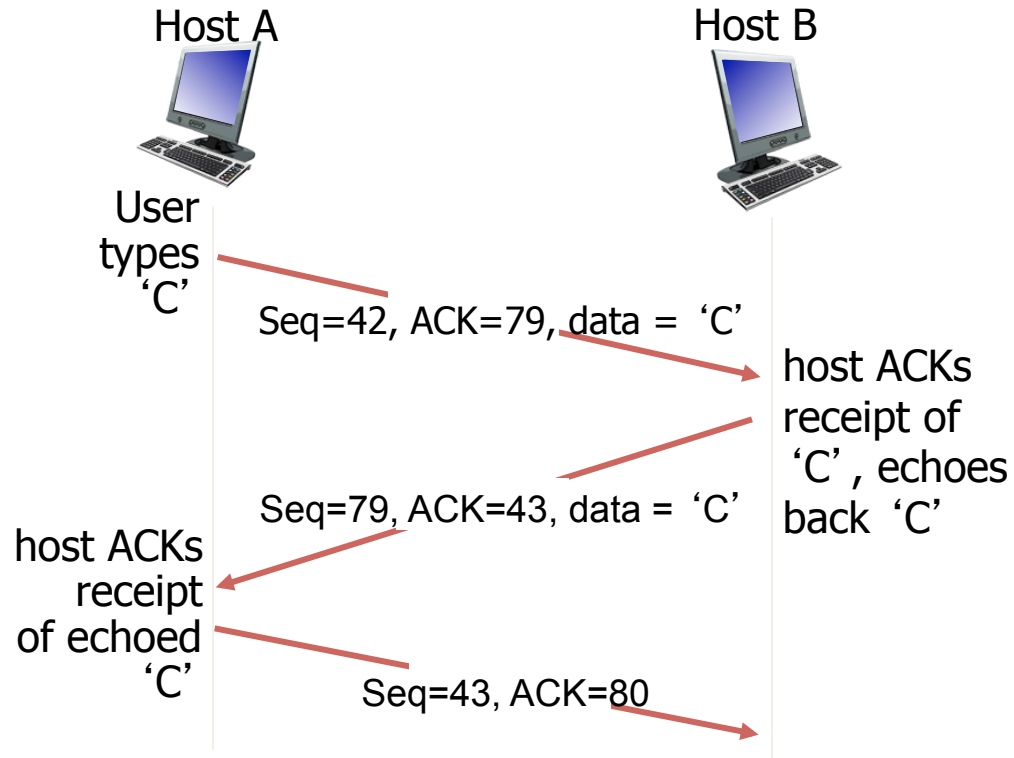 Host A
Host B
User
types
‘C’
Seq=42, ACK=79, data = ‘C’
host ACKs
receipt of
‘C’, echoes
back ‘C’
Seq=79, ACK=43, data = ‘C’
host ACKs
receipt
of echoed
‘C’
Seq=43, ACK=80